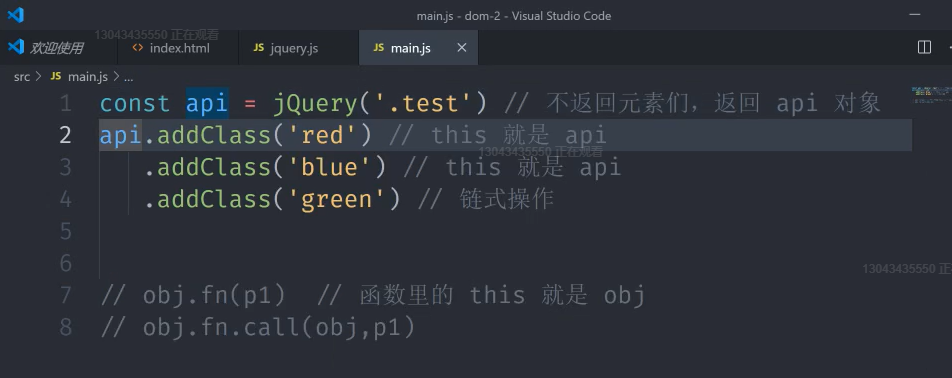 main.js - dom-2 - Visual Studio Code
13043435550 正在观看
欢迎使用
index.html
JS jquery.js
JS main.js
src > JS main.js > ...
1 const api = jQuery('.test') // 不返回元素们，返回 api 对象
2 api.addClass('red') // this 就是 api
13043435550 正在观看
3 .addClass('blue') // this 就是 api
4 .addClass('green') // 链式操作
5
6
13043435550 正在
7 // obj.fn(p1) // 函数里的 this 就是 obj
8 // obj.fn.call(obj,p1)